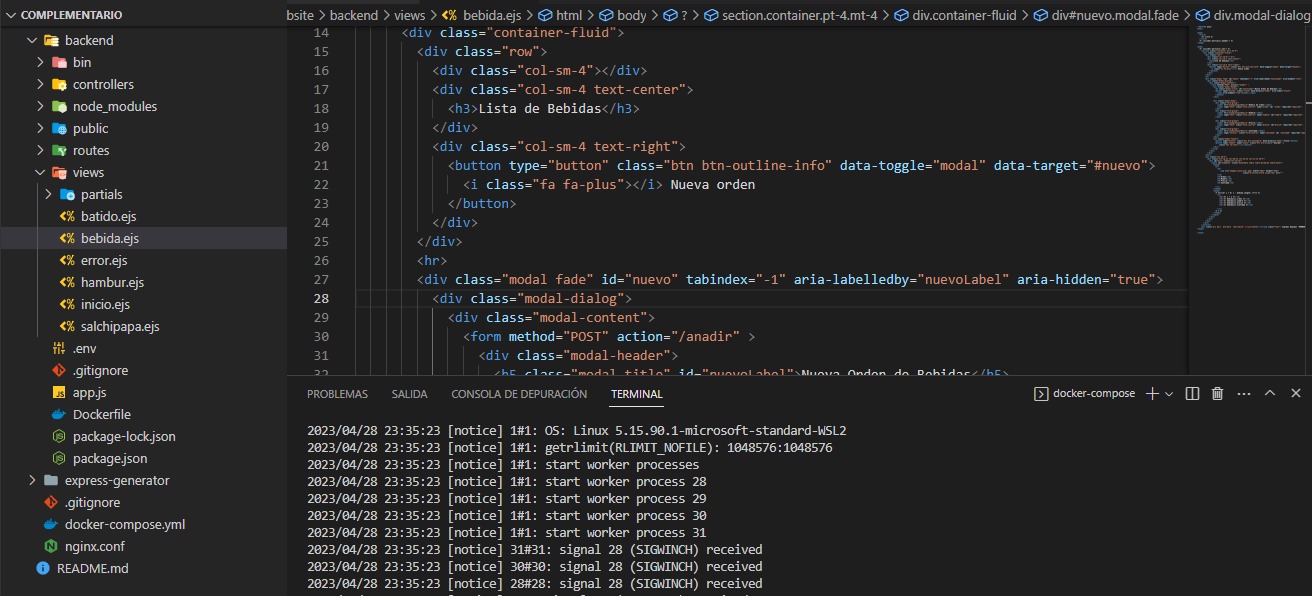 COMPLEMENTARIO
backend
bin
controllers
node_modules
public
routes
views
partials
batido.ejs
bebida.ejs
error.ejs
hambur.ejs
inicio.ejs
salchipapa.ejs
.env
.gitignore
app.js
Dockerfile
package-lock.json
package.json
express-generator
.gitignore
docker-compose.yml
nginx.conf
README.md
bsite > backend > views > bebida.ejs > html > body > ? > section.container.pt-4.mt-4 > div.container-fluid > div#nuevo.modal.fade > div.modal-dialog
14 <div class="container-fluid">
15 <div class="row">
16 <div class="col-sm-4"></div>
17 <div class="col-sm-4 text-center">
18 <h3>Lista de Bebidas</h3>
19 </div>
20 <div class="col-sm-4 text-right">
21 <button type="button" class="btn btn-outline-info" data-toggle="modal" data-target="#nuevo">
22 <i class="fa fa-plus"></i> Nueva orden
23 </button>
24 </div>
25 </div>
26 <hr>
27 <div class="modal fade" id="nuevo" tabindex="-1" aria-labelledby="nuevoLabel" aria-hidden="true">
28 <div class="modal-dialog">
29 <div class="modal-content">
30 <form method="POST" action="/anadir" >
31 <div class="modal-header">
<h5 class="modal-title" id="nuevoLabel">Nueva Orden de Bebidas</h5>
PROBLEMAS SALIDA CONSOLA DE DEPURACIÓN TERMINAL docker-compose
2023/04/28 23:35:23 [notice] 1#1: OS: Linux 5.15.90.1-microsoft-standard-WSL2
2023/04/28 23:35:23 [notice] 1#1: getrlimit(RLIMIT_NOFILE): 1048576:1048576
2023/04/28 23:35:23 [notice] 1#1: start worker processes
2023/04/28 23:35:23 [notice] 1#1: start worker process 28
2023/04/28 23:35:23 [notice] 1#1: start worker process 29
2023/04/28 23:35:23 [notice] 1#1: start worker process 30
2023/04/28 23:35:23 [notice] 1#1: start worker process 31
2023/04/28 23:35:23 [notice] 31#31: signal 28 (SIGWINCH) received
2023/04/28 23:35:23 [notice] 30#30: signal 28 (SIGWINCH) received
2023/04/28 23:35:23 [notice] 28#28: signal 28 (SIGWINCH) received